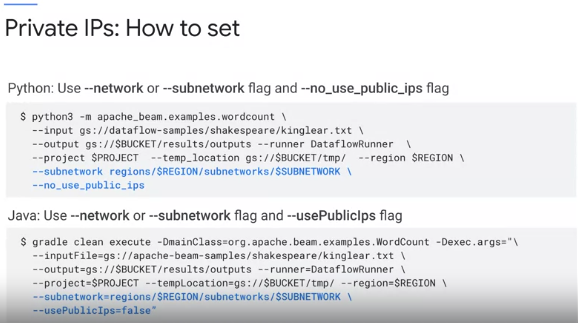 Private IPs: How to set
Python: Use --network or --subnetwork flag and --no_use_public_ips flag
$ python3 -m apache_beam.examples.wordcount \
--input gs://dataflow-samples/shakespeare/kinglear.txt \
--output gs://$BUCKET/results/outputs --runner DataflowRunner \
--project $PROJECT --temp_location gs://$BUCKET/tmp/ --region $REGION \
--subnetwork regions/$REGION/subnetworks/$SUBNETWORK \
--no_use_public_ips
Java: Use --network or --subnetwork flag and --usePublicIps flag
$ gradle clean execute -DmainClass=org.apache.beam.examples.WordCount -Dexec.args="\
--inputFile=gs://apache-beam-samples/shakespeare/kinglear.txt \
--output=gs://$BUCKET/results/outputs --runner=DataflowRunner \
--project=$PROJECT --tempLocation=gs://$BUCKET/tmp/ --region=$REGION \
--subnetwork=regions/$REGION/subnetworks/$SUBNETWORK \
--usePublicIps=false"